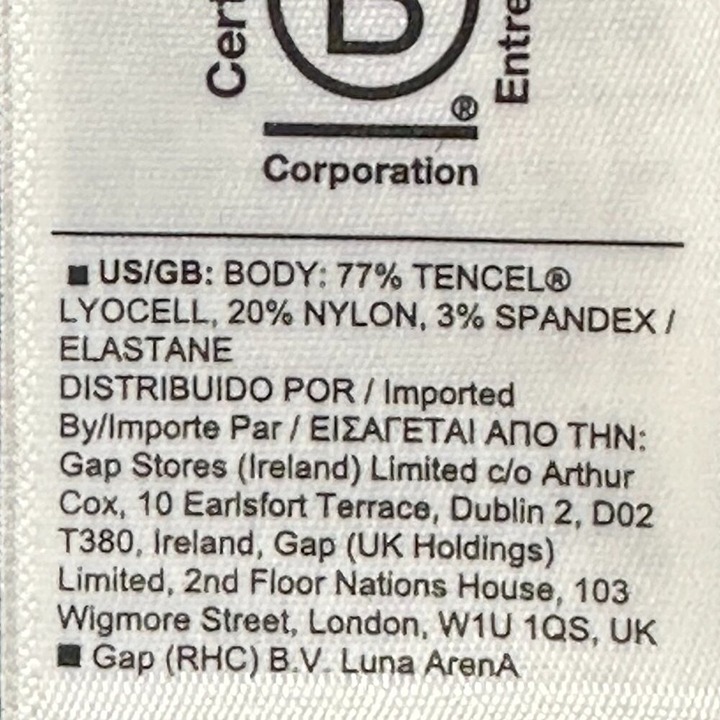 Cert
B
Entre
®
Corporation
■ US/GB: BODY: 77% TENCEL®
LYOCELL, 20% NYLON, 3% SPANDEX /
ELASTANE
DISTRIBUIDO POR / Imported
By/Importe Par / ΕΙΣΑΓΕΤΑΙ ΑΠΟ ΤΗΝ:
Gap Stores (Ireland) Limited c/o Arthur
Cox, 10 Earlsfort Terrace, Dublin 2, D02
T380, Ireland, Gap (UK Holdings)
Limited, 2nd Floor Nations House, 103
Wigmore Street, London, W1U 1QS, UK
■ Gap (RHC) B.V. Luna ArenA